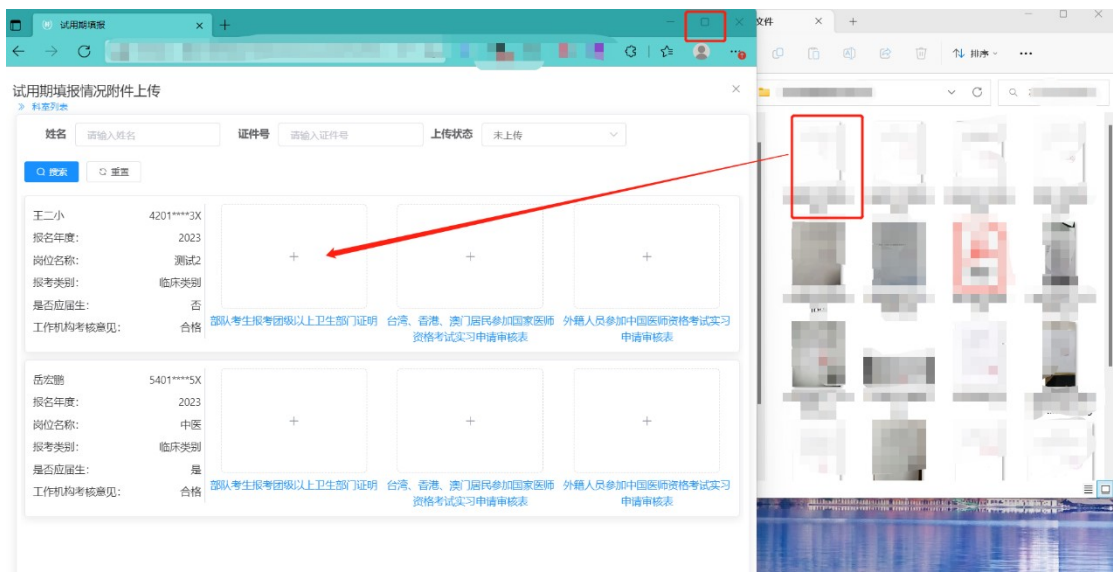 试用期填报
文件
排序
试用期填报情况附件上传
» 科室列表
姓名 请输入姓名 证件号 请输入证件号 上传状态 未上传
搜索 重置
王二小 4201****3X
报名年度: 2023
岗位名称: 测试2
报考类别: 临床类别
是否应届生: 否
工作机构考核意见: 合格
部队考生报考团级以上卫生部门证明
台湾、香港、澳门居民参加国家医师
资格考试实习申请审核表
外籍人员参加中国医师资格考试实习
申请审核表
岳宏鹏 5401****5X
报名年度: 2023
岗位名称: 中医
报考类别: 临床类别
是否应届生: 是
工作机构考核意见: 合格
部队考生报考团级以上卫生部门证明
台湾、香港、澳门居民参加国家医师
资格考试实习申请审核表
外籍人员参加中国医师资格考试实习
申请审核表